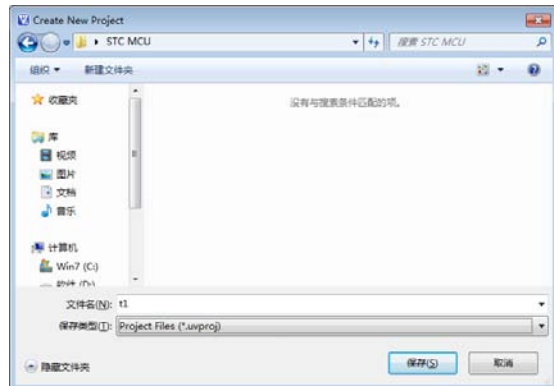 Create New Project
STC MCU
搜索 STC MCU
组织
新建文件夹
收藏夹
没有与搜索条件匹配的项。
库
视频
图片
文档
音乐
计算机
Win7 (C:)
软件 (D:)
文件名(N): t1
保存类型(T): Project Files (*.uvproj)
隐藏文件夹
保存(S)
取消